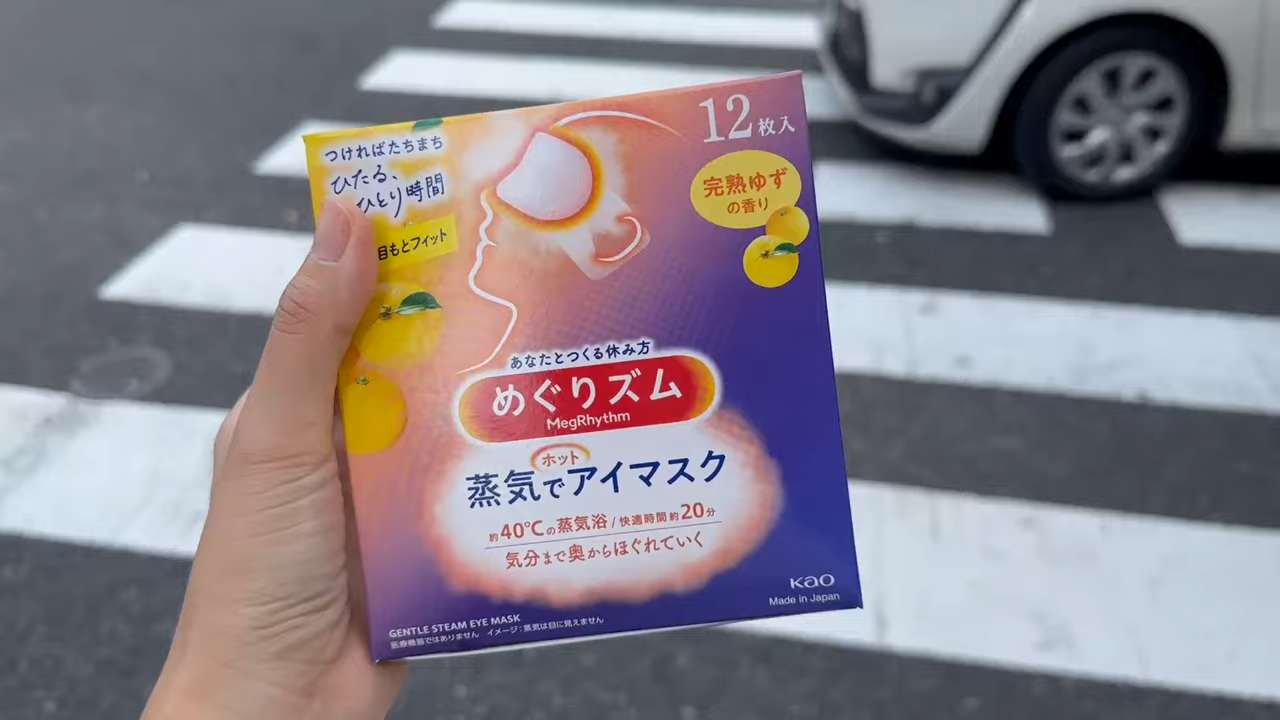 つければたちまち
ひたる、
ひとり時間
目もとフィット
12枚入
完熟ゆず
の香り
あなたとつくる休み方
めぐりズム
MegRhythm
ホット
蒸気でアイマスク
約40℃の蒸気浴/快適時間 約20分
気分まで奥からほぐれていく
Kao
Made in Japan
GENTLE STEAM EYE MASK
医療機器ではありません イメージ:蒸気は目に見えません